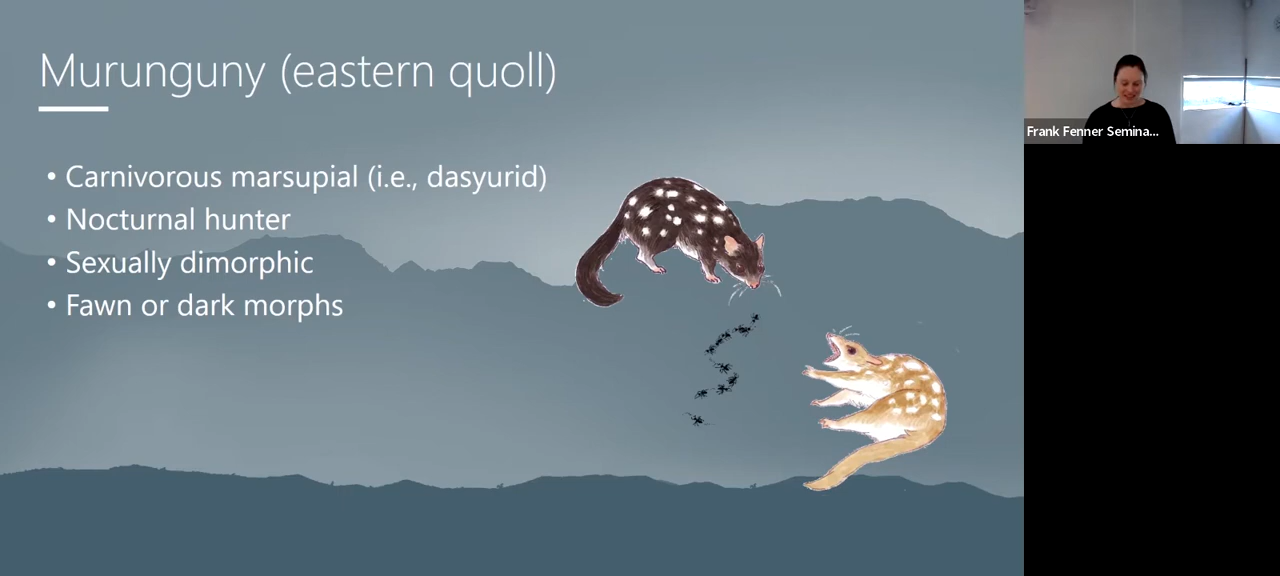 Murunguny (eastern quoll)
• Carnivorous marsupial (i.e., dasyurid)
• Nocturnal hunter
• Sexually dimorphic
• Fawn or dark morphs
Frank Fenner Semina...